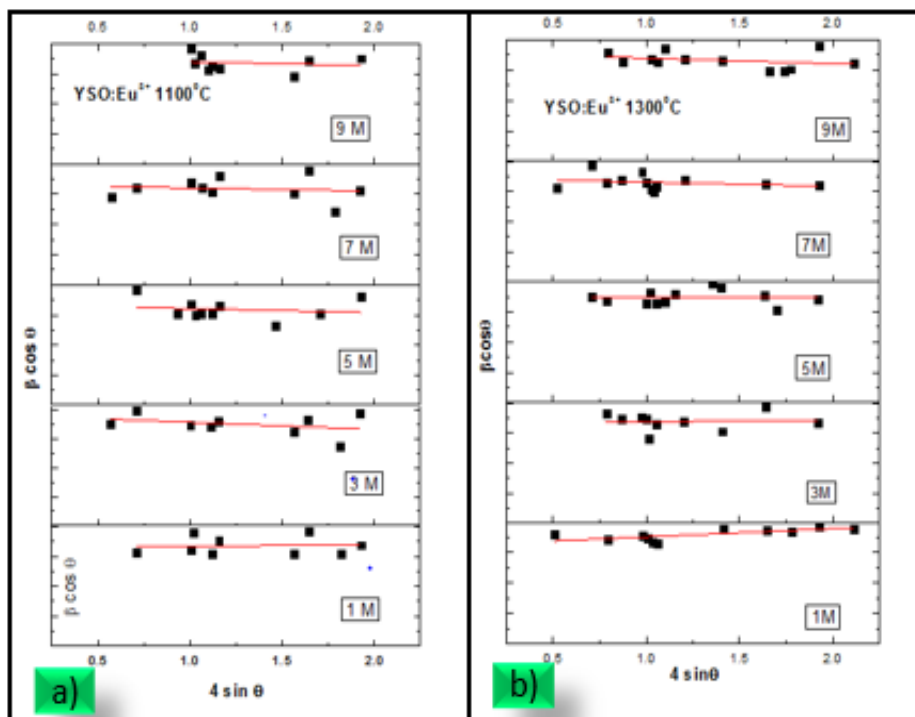 0.5 1.0 1.5 2.0
YSO:Eu³⁺ 1100⁰C
9 M
7 M
5 M
3 M
1 M
β cos θ
β cos θ
0.5 1.0 1.5 2.0
4 sin θ
a)
0.5 1.0 1.5 2.0
YSO:Eu³⁺ 1300⁰C
9M
7M
5M
3M
1M
βcosθ
0.5 1.0 1.5 2.0
4 sinθ
b)